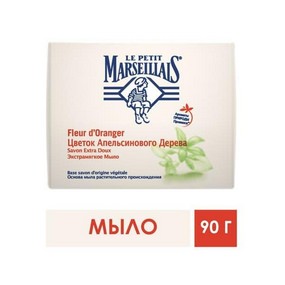 LE PETIT
MARSEILLAIS
Fleur d'Oranger
Цветок Апельсинового Дерева
Savon Extra Doux
Экстрамягкое Мыло
Base savon d'origine végétale
Основа мыла растительного происхождения
МЫЛО
90 Г